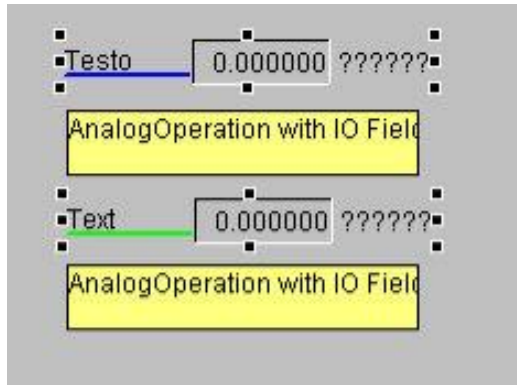 Testo 0.000000 ??????
AnalogOperation with IO Field
Text 0.000000 ??????
AnalogOperation with IO Field